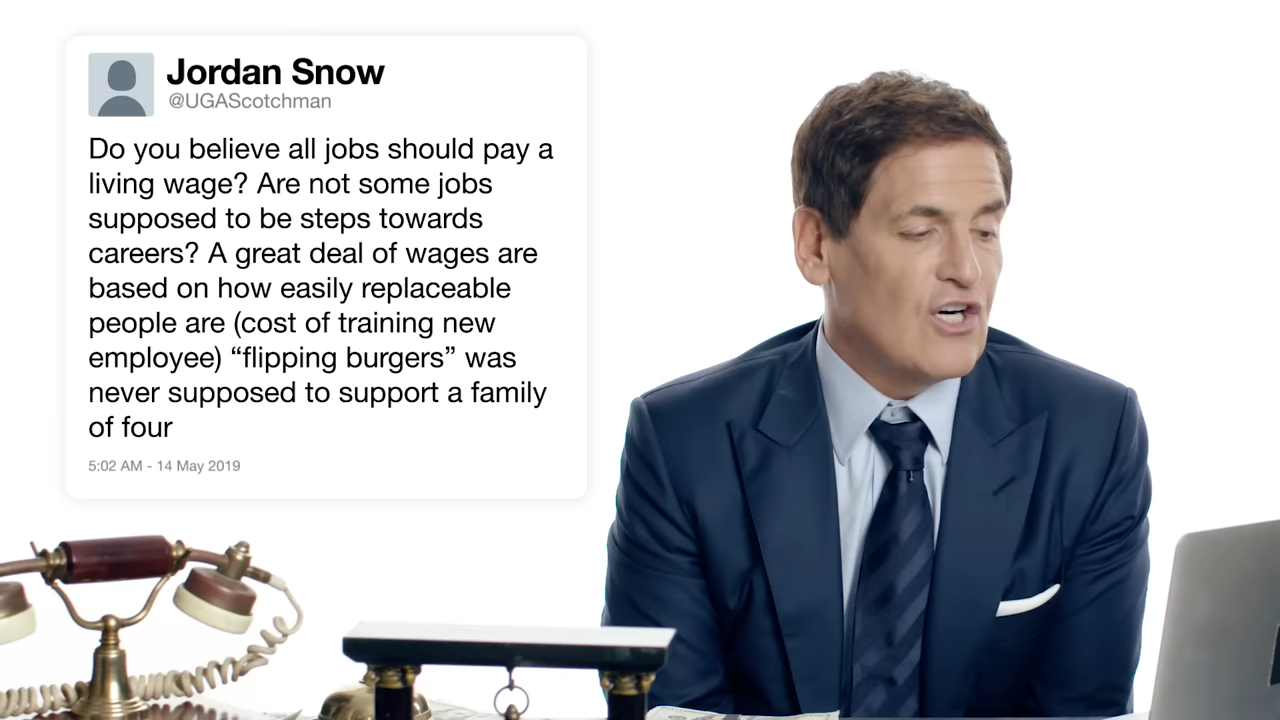 Jordan Snow
@UGAScotchman
Do you believe all jobs should pay a
living wage? Are not some jobs
supposed to be steps towards
careers? A great deal of wages are
based on how easily replaceable
people are (cost of training new
employee) “flipping burgers” was
never supposed to support a family
of four
5:02 AM - 14 May 2019